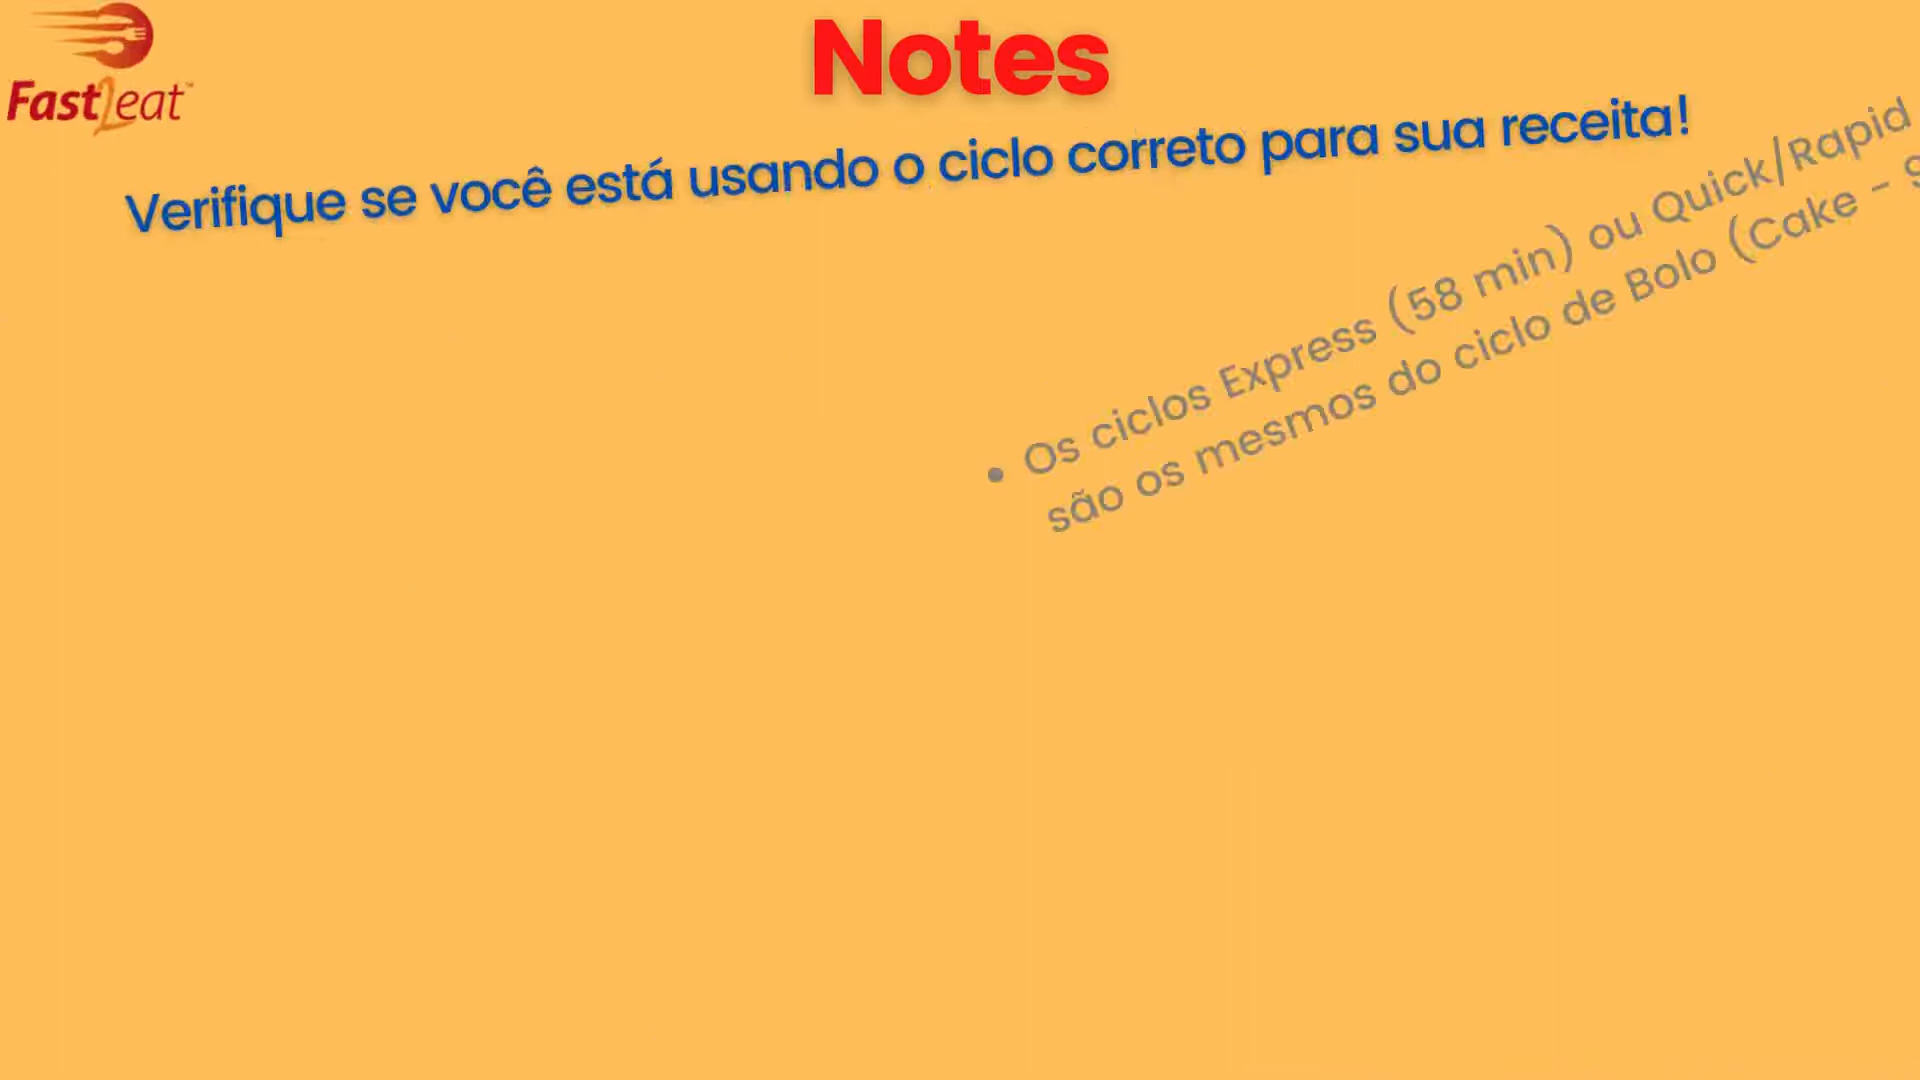 Fast2eat™
Notes
Verifique se você está usando o ciclo correto para sua receita!
• Os ciclos Express (58 min) ou Quick/Rapid
são os mesmos do ciclo de Bolo (Cake -